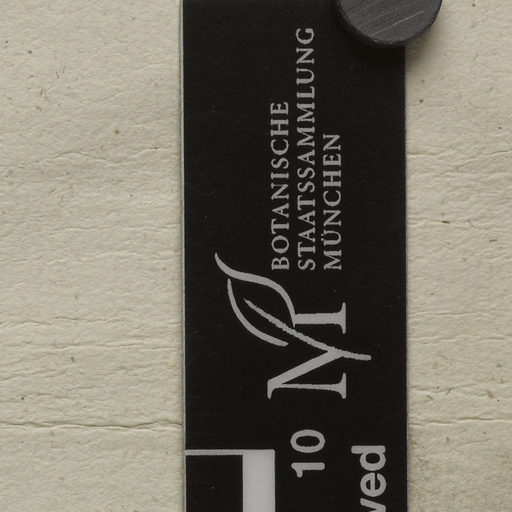 BOTANISCHE
STAATSSAMMLUNG
MÜNCHEN
M
10
ved